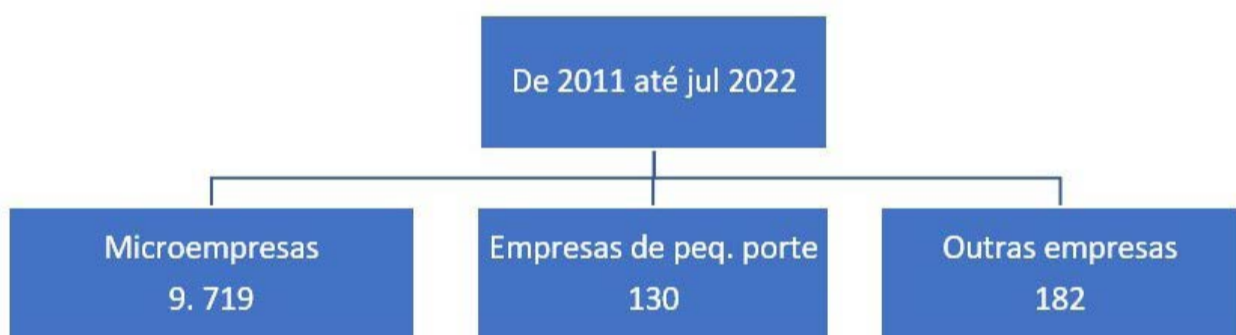 De 2011 até jul 2022
Microempresas
9. 719
Empresas de peq. porte
130
Outras empresas
182